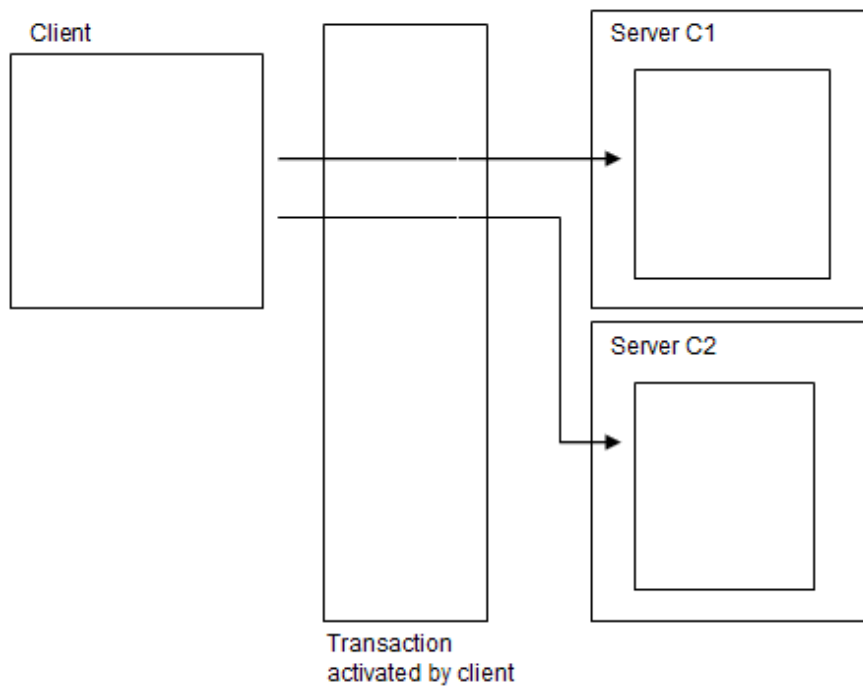 Client
Server C1
Server C2
Transaction
activated by client